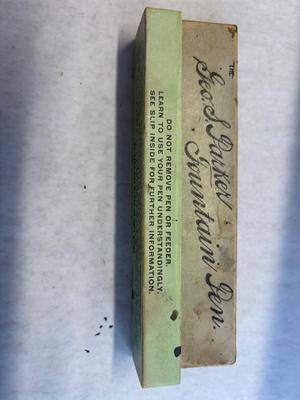 THE
Geo. S. Parker
Fountain Pen.
DO NOT REMOVE PEN OR FEEDER.
LEARN TO USE YOUR PEN UNDERSTANDINGLY.
SEE SLIP INSIDE FOR FURTHER INFORMATION.